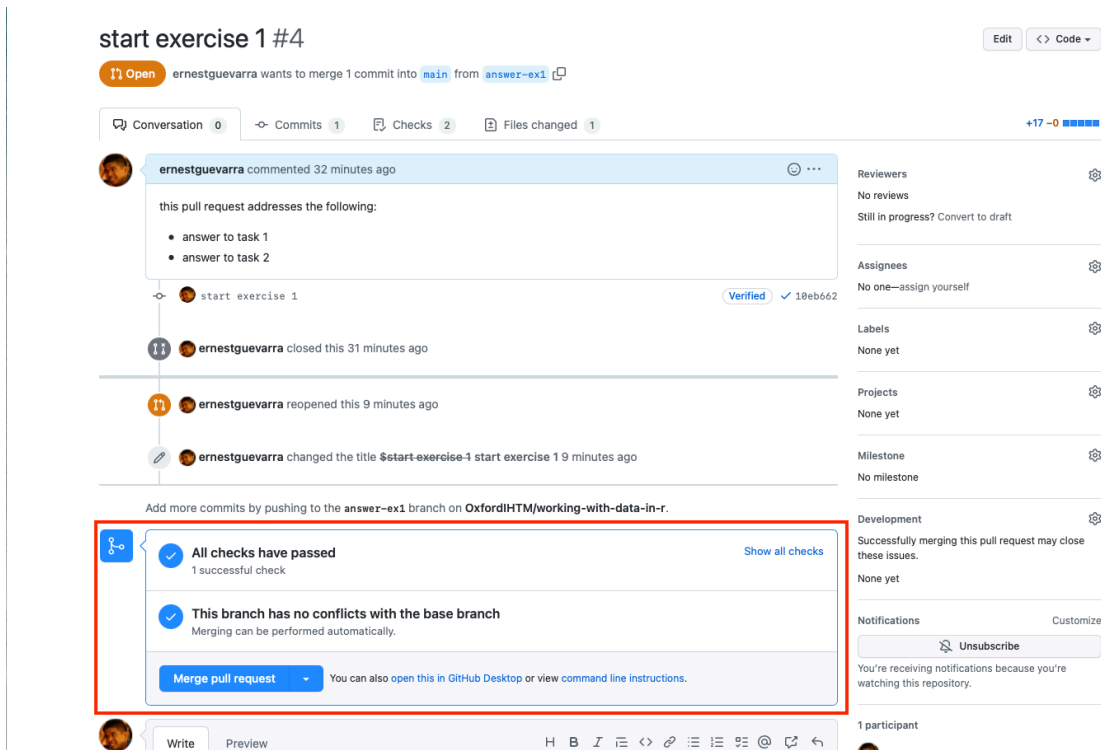 start exercise 1 #4
Edit
<> Code
Open
ernestguevarra wants to merge 1 commit into main from answer-ex1
Conversation 0
Commits 1
Checks 2
Files changed 1
+17 −0
ernestguevarra commented 32 minutes ago
this pull request addresses the following:
• answer to task 1
• answer to task 2
start exercise 1
Verified
10eb662
ernestguevarra closed this 31 minutes ago
ernestguevarra reopened this 9 minutes ago
ernestguevarra changed the title $start exercise 1 start exercise 1 9 minutes ago
Add more commits by pushing to the answer-ex1 branch on OxfordIHTM/working-with-data-in-r.
All checks have passed
1 successful check
Show all checks
This branch has no conflicts with the base branch
Merging can be performed automatically.
Merge pull request
You can also open this in GitHub Desktop or view command line instructions.
Write
Preview
H B I <> @
Reviewers
No reviews
Still in progress? Convert to draft
Assignees
No one—assign yourself
Labels
None yet
Projects
None yet
Milestone
No milestone
Development
Successfully merging this pull request may close
these issues.
None yet
Notifications
Customize
Unsubscribe
You're receiving notifications because you're
watching this repository.
1 participant